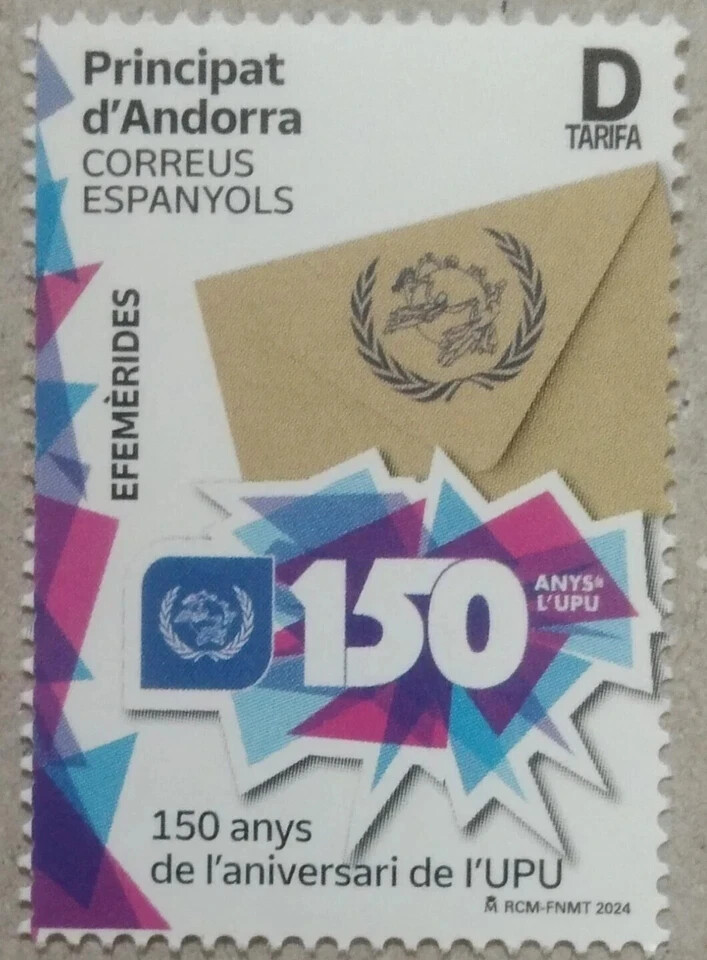 Principat
d'Andorra
CORREUS
ESPANYOLS
D
TARIFA
EFEMÈRIDES
150
ANYS de
L'UPU
150 anys
de l'aniversari de l'UPU
RCM-FNMT 2024